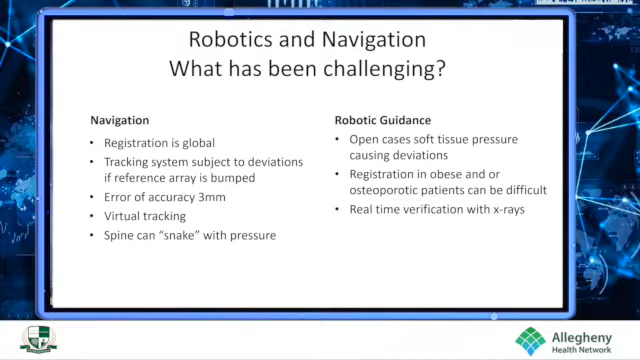 Robotics and Navigation
What has been challenging?
Navigation
• Registration is global
• Tracking system subject to deviations
if reference array is bumped
• Error of accuracy 3mm
• Virtual tracking
• Spine can “snake” with pressure
Robotic Guidance
• Open cases soft tissue pressure
causing deviations
• Registration in obese and or
osteoporotic patients can be difficult
• Real time verification with x-rays
Allegheny
Health Network